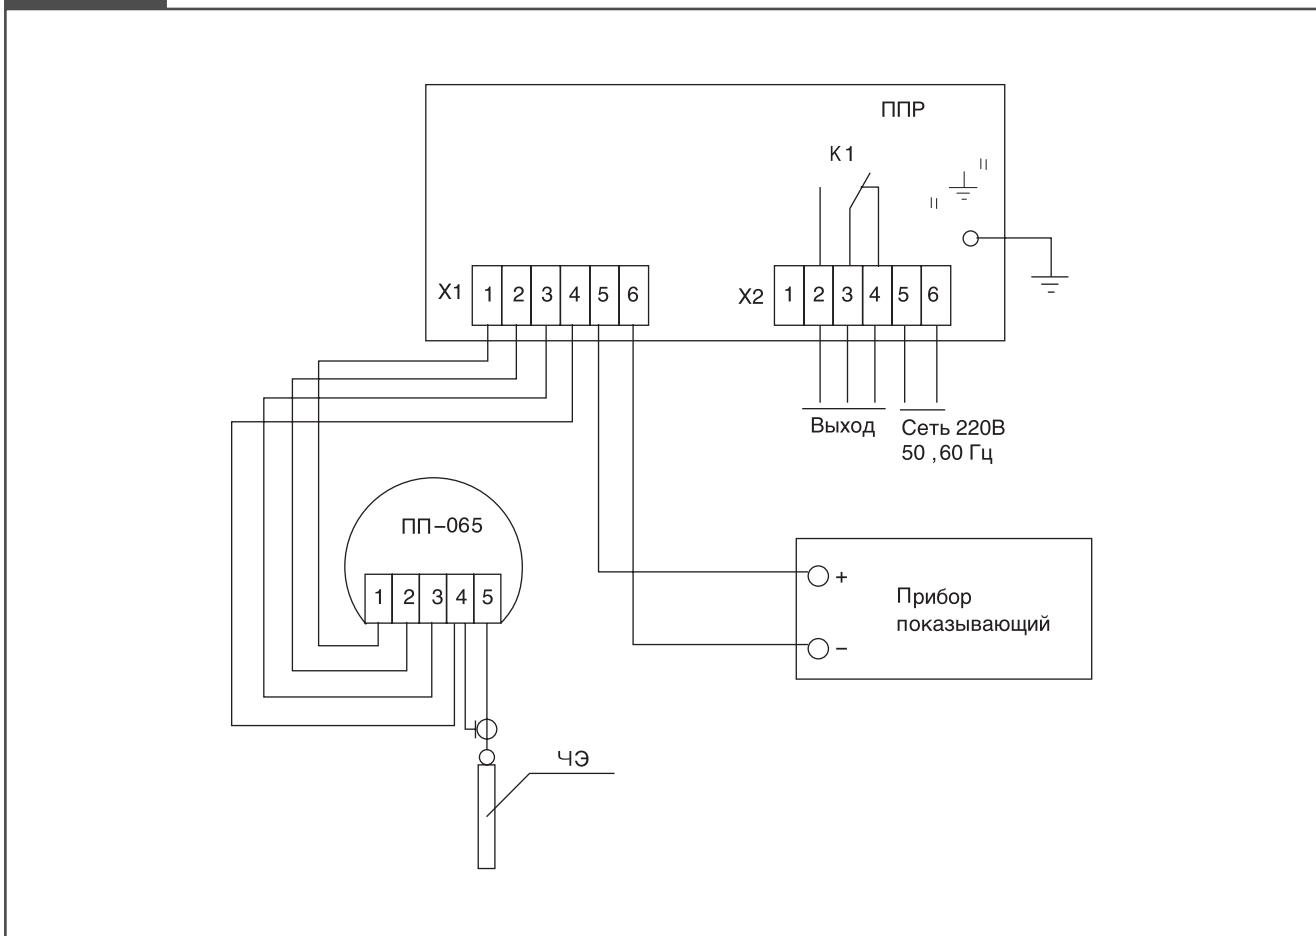 ППР
K1
"
"
X1
1 2 3 4 5 6
X2
1 2 3 4 5 6
Выход
Сеть 220В
50 ,60 Гц
ПП–065
1 2 3 4 5
+
Прибор
показывающий
–
ЧЭ